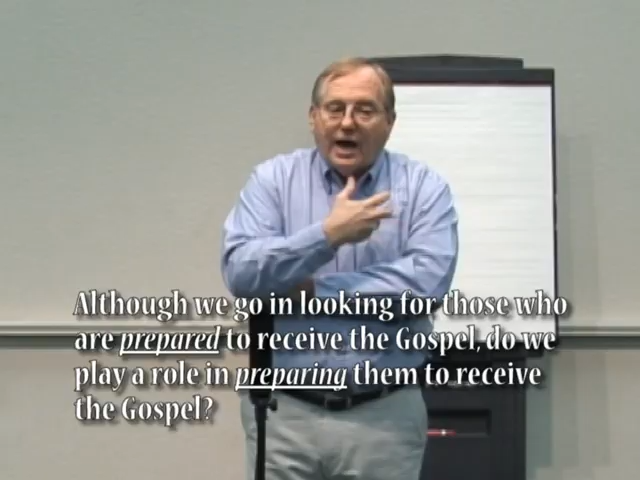 Although we go in looking for those who
are prepared to receive the Gospel, do we
play a role in preparing them to receive
the Gospel?